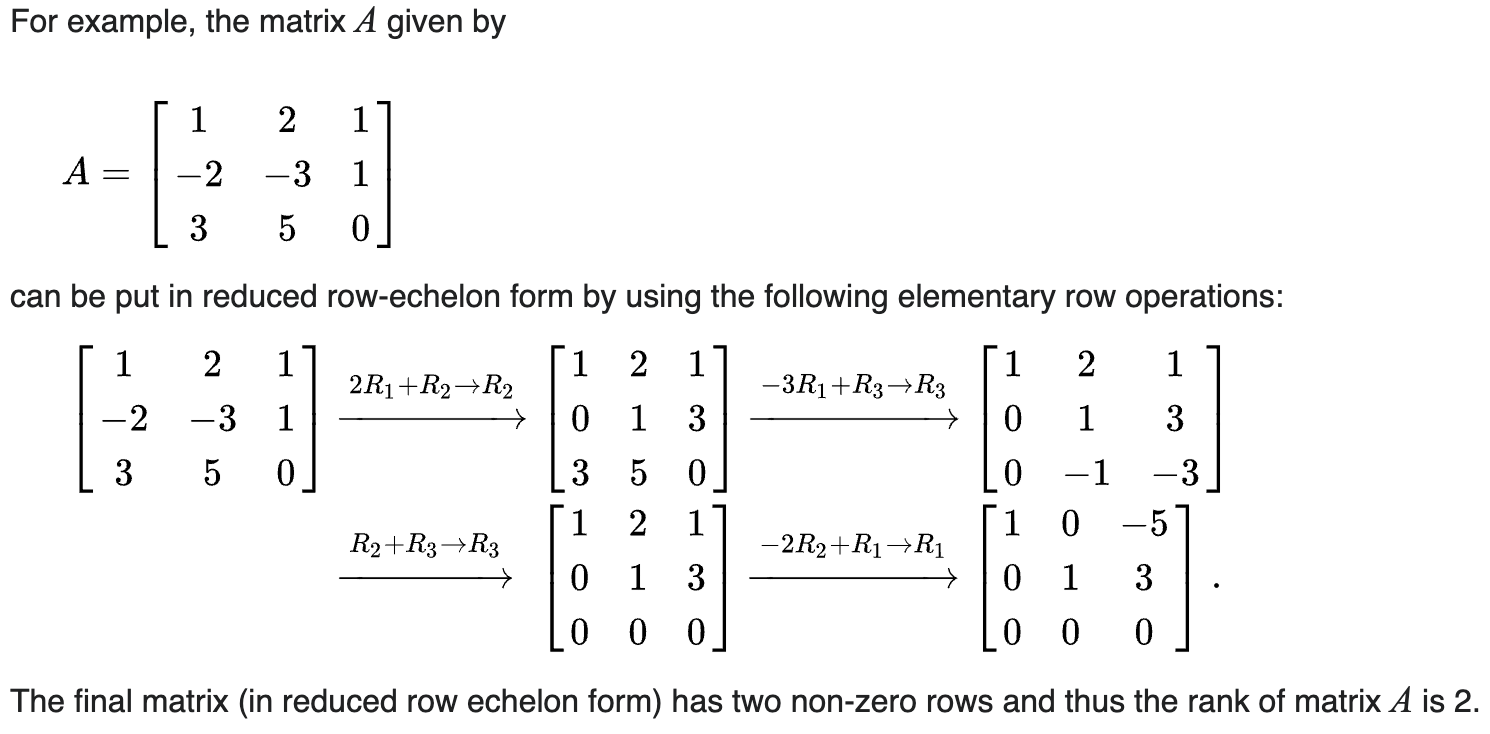 For example, the matrix A given by
A = \begin{bmatrix} 1 & 2 & 1 \\ -2 & -3 & 1 \\ 3 & 5 & 0 \end{bmatrix}
can be put in reduced row-echelon form by using the following elementary row operations:
\begin{bmatrix} 1 & 2 & 1 \\ -2 & -3 & 1 \\ 3 & 5 & 0 \end{bmatrix} \xrightarrow{2R_1+R_2→R_2} \begin{bmatrix} 1 & 2 & 1 \\ 0 & 1 & 3 \\ 3 & 5 & 0 \end{bmatrix} \xrightarrow{-3R_1+R_3→R_3} \begin{bmatrix} 1 & 2 & 1 \\ 0 & 1 & 3 \\ 0 & -1 & -3 \end{bmatrix}
\xrightarrow{R_2+R_3→R_3} \begin{bmatrix} 1 & 2 & 1 \\ 0 & 1 & 3 \\ 0 & 0 & 0 \end{bmatrix} \xrightarrow{-2R_2+R_1→R_1} \begin{bmatrix} 1 & 0 & -5 \\ 0 & 1 & 3 \\ 0 & 0 & 0 \end{bmatrix} .
The final matrix (in reduced row echelon form) has two non-zero rows and thus the rank of matrix A is 2.